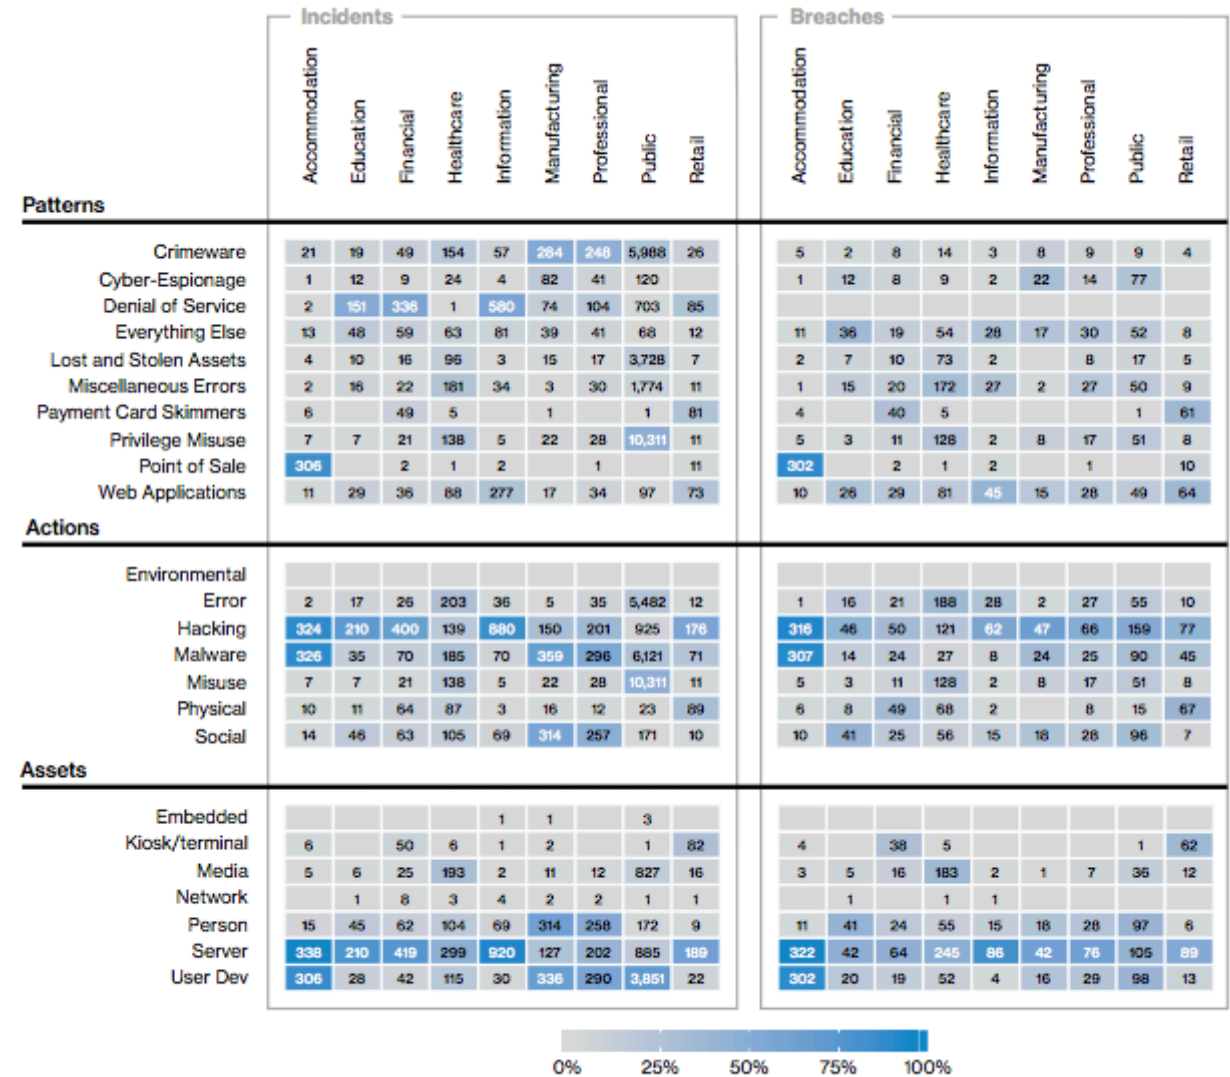 Incidents Breaches
Accommodation Education Financial Healthcare Information Manufacturing Professional Public Retail Accommodation Education Financial Healthcare Information Manufacturing Professional Public Retail
Patterns
Crimeware 21 19 49 154 57 284 248 5,988 26 5 2 8 14 3 8 9 9 4
Cyber-Espionage 1 12 9 24 4 82 41 120 1 12 8 9 2 22 14 77
Denial of Service 2 151 336 1 580 74 104 703 85
Everything Else 13 48 59 63 81 39 41 68 12 11 36 19 54 28 17 30 52 8
Lost and Stolen Assets 4 10 16 96 3 15 17 3,728 7 2 7 10 73 2 8 17 5
Miscellaneous Errors 2 16 22 181 34 3 30 1,774 11 1 15 20 172 27 2 27 50 9
Payment Card Skimmers 6 49 5 1 1 81 4 40 5 1 61
Privilege Misuse 7 7 21 138 5 22 28 10,311 11 5 3 11 128 2 8 17 51 8
Point of Sale 306 2 1 2 1 11 302 2 1 2 1 10
Web Applications 11 29 36 88 277 17 34 97 73 10 26 29 81 45 15 28 49 64
Actions
Environmental
Error 2 17 26 203 36 5 35 5,482 12 1 16 21 188 28 2 27 55 10
Hacking 324 210 400 139 880 150 201 925 176 316 46 50 121 62 47 66 159 77
Malware 326 35 70 185 70 359 296 6,121 71 307 14 24 27 8 24 25 90 45
Misuse 7 7 21 138 5 22 28 10,311 11 5 3 11 128 2 8 17 51 8
Physical 10 11 64 87 3 16 12 23 89 6 8 49 68 2 8 15 67
Social 14 46 63 105 69 314 257 171 10 10 41 25 56 15 18 28 96 7
Assets
Embedded 1 1 3
Kiosk/terminal 6 50 6 1 2 1 82 4 38 5 1 62
Media 5 6 25 193 2 11 12 827 16 3 5 16 183 2 1 7 36 12
Network 1 8 3 4 2 2 1 1 1 1 1
Person 15 45 62 104 69 314 258 172 9 11 41 24 55 15 18 28 97 6
Server 338 210 419 299 920 127 202 885 189 322 42 64 245 86 42 76 105 89
User Dev 306 28 42 115 30 336 290 3,851 22 302 20 19 52 4 16 29 98 13
0% 25% 50% 75% 100%